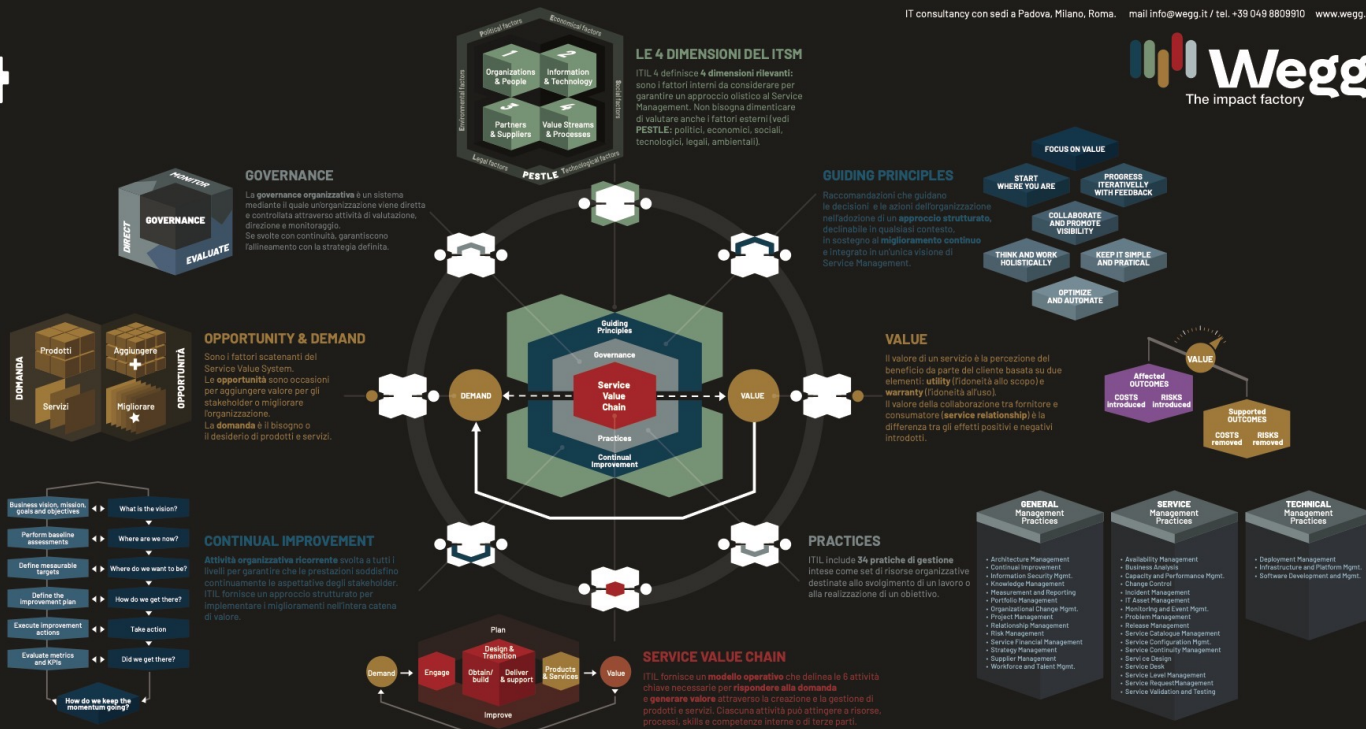 IT consultancy con sedi a Padova, Milano, Roma. mail info@wegg.it / tel. +39 049 8809910 www.wegg.
Wegg
The impact factory
Political factors
Economical factors
Environmental factors
Social factors
Legal factors
PESTLE
Technological factors
1
Organizations
& People
2
Information
& Technology
3
Partners
& Suppliers
4
Value Streams
& Processes
LE 4 DIMENSIONI DEL ITSM
ITIL 4 definisce 4 dimensioni rilevanti:
sono i fattori interni da considerare per
garantire un approccio olistico al Service
Management. Non bisogna dimenticare
di valutare anche i fattori esterni (vedi
PESTLE: politici, economici, sociali,
tecnologici, legali, ambientali).
MONITOR
DIRECT
GOVERNANCE
EVALUATE
GOVERNANCE
La governance organizzativa è un sistema
mediante il quale un'organizzazione viene diretta
e controllata attraverso attività di valutazione,
direzione e monitoraggio.
Se svolte con continuità, garantiscono
l'allineamento con la strategia definita.
GUIDING PRINCIPLES
Raccomandazioni che guidano
le decisioni e le azioni dell'organizzazione
nell'adozione di un approccio strutturato,
declinabile in qualsiasi contesto,
in sostegno al miglioramento continuo
e integrato in un'unica visione di
Service Management.
FOCUS ON VALUE
START
WHERE YOU ARE
PROGRESS
ITERATIVELLY
WITH FEEDBACK
COLLABORATE
AND PROMOTE
VISIBILITY
THINK AND WORK
HOLISTICALLY
KEEP IT SIMPLE
AND PRATICAL
OPTIMIZE
AND AUTOMATE
DOMANDA
Prodotti
Servizi
Aggiungere
Migliorare
OPPORTUNITÀ
OPPORTUNITY & DEMAND
Sono i fattori scatenanti del
Service Value System.
Le opportunità sono occasioni
per aggiungere valore per gli
stakeholder o migliorare
l'organizzazione.
La domanda è il bisogno o
il desiderio di prodotti e servizi.
Guiding
Principles
Governance
DEMAND
Service
Value
Chain
VALUE
Practices
Continual
Improvement
VALUE
Il valore di un servizio è la percezione del
beneficio da parte del cliente basata su due
elementi: utility (l'idoneità allo scopo) e
warranty (l'idoneità all'uso).
Il valore della collaborazione tra fornitore e
consumatore (service relationship) è la
differenza tra gli effetti positivi e negativi
introdotti.
VALUE
Affected
OUTCOMES
COSTS
introduced
RISKS
introduced
Supported
OUTCOMES
COSTS
removed
RISKS
removed
Business vision, mission,
goals and objectives
What is the vision?
Perform baseline
assessments
Where are we now?
Define messurable
targets
Where do we want to be?
Define the
improvement plan
How do we get there?
Execute improvement
actions
Take action
Evaluate metrics
and KPIs
Did we get there?
How do we keep the
momentum going?
CONTINUAL IMPROVEMENT
Attività organizzativa ricorrente svolta a tutti i
livelli per garantire che le prestazioni soddisfino
continuamente le aspettative degli stakeholder.
ITIL fornisce un approccio strutturato per
implementare i miglioramenti nell'intera catena
di valore.
PRACTICES
ITIL include 34 pratiche di gestione
intese come set di risorse organizzative
destinate allo svolgimento di un lavoro o
alla realizzazione di un obiettivo.
GENERAL
Management
Practices
• Architecture Management
• Continual Improvement
• Information Security Mgmt.
• Knowledge Management
• Measurement and Reporting
• Portfolio Management
• Organizational Change Mgmt.
• Project Management
• Relationship Management
• Risk Management
• Service Financial Management
• Strategy Management
• Supplier Management
• Workforce and Talent Mgmt.
SERVICE
Management
Practices
• Availability Management
• Business Analysis
• Capacity and Performance Mgmt.
• Change Control
• Incident Management
• IT Asset Management
• Monitoring and Event Mgmt.
• Problem Management
• Release Management
• Service Catalogue Management
• Service Configuration Mgmt.
• Service Continuity Management
• Service Design
• Service Desk
• Service Level Management
• Service RequestManagement
• Service Validation and Testing
TECHNICAL
Management
Practices
• Deployment Management
• Infrastructure and Platform Mgmt.
• Software Development and Mgmt.
Plan
Demand
Engage
Design &
Transition
Obtain/
build
Deliver
& support
Products
& Services
Value
Improve
SERVICE VALUE CHAIN
ITIL fornisce un modello operativo che delinea le 6 attività
chiave necessarie per rispondere alla domanda
e generare valore attraverso la creazione e la gestione di
prodotti e servizi. Ciascuna attività può attingere a risorse,
processi, skills e competenze interne o di terze parti.